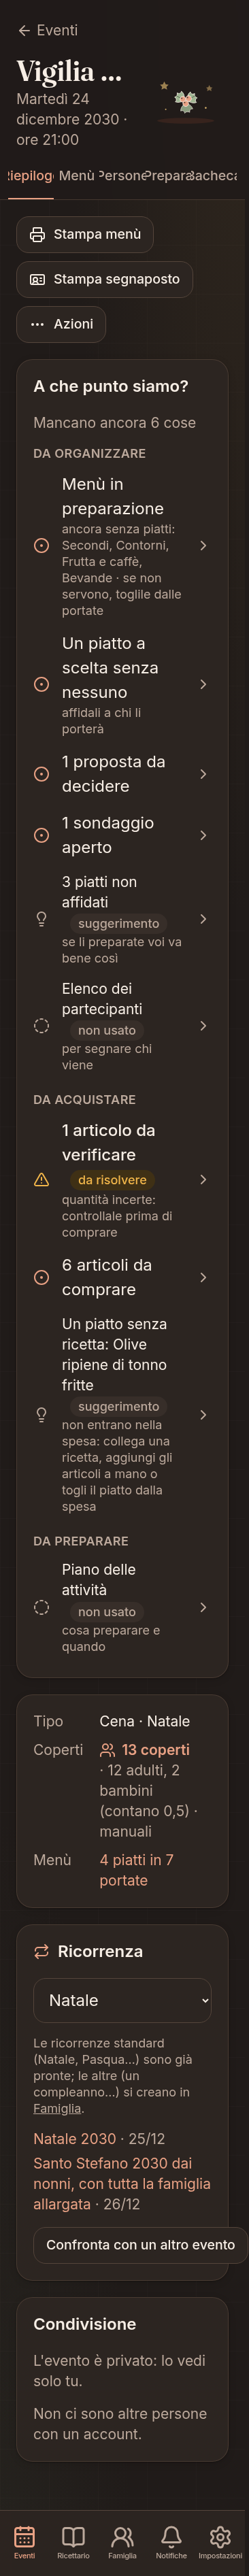 Eventi
Vigilia ...
Martedì 24
dicembre 2030 ·
ore 21:00
Riepilogo Menù Persone Prepara Bacheca
Stampa menù
Stampa segnaposto
Azioni
A che punto siamo?
Mancano ancora 6 cose
DA ORGANIZZARE
Menù in
preparazione
ancora senza piatti:
Secondi, Contorni,
Frutta e caffè,
Bevande · se non
servono, toglile dalle
portate
Un piatto a
scelta senza
nessuno
affidali a chi li
porterà
1 proposta da
decidere
1 sondaggio
aperto
3 piatti non
affidati
suggerimento
se li preparate voi va
bene così
Elenco dei
partecipanti
non usato
per segnare chi
viene
DA ACQUISTARE
1 articolo da
verificare
da risolvere
quantità incerte:
controllale prima di
comprare
6 articoli da
comprare
Un piatto senza
ricetta: Olive
ripiene di tonno
fritte
suggerimento
non entrano nella
spesa: collega una
ricetta, aggiungi gli
articoli a mano o
togli il piatto dalla
spesa
DA PREPARARE
Piano delle
attività
non usato
cosa preparare e
quando
Tipo Cena · Natale
Coperti 13 coperti
· 12 adulti, 2
bambini
(contano 0,5) ·
manuali
Menù 4 piatti in 7
portate
Ricorrenza
Natale
Le ricorrenze standard
(Natale, Pasqua…) sono già
pronte; le altre (un
compleanno…) si creano in
Famiglia.
Natale 2030 · 25/12
Santo Stefano 2030 dai
nonni, con tutta la famiglia
allargata · 26/12
Confronta con un altro evento
Condivisione
L'evento è privato: lo vedi
solo tu.
Non ci sono altre persone
con un account.
Eventi Ricettario Famiglia Notifiche Impostazioni